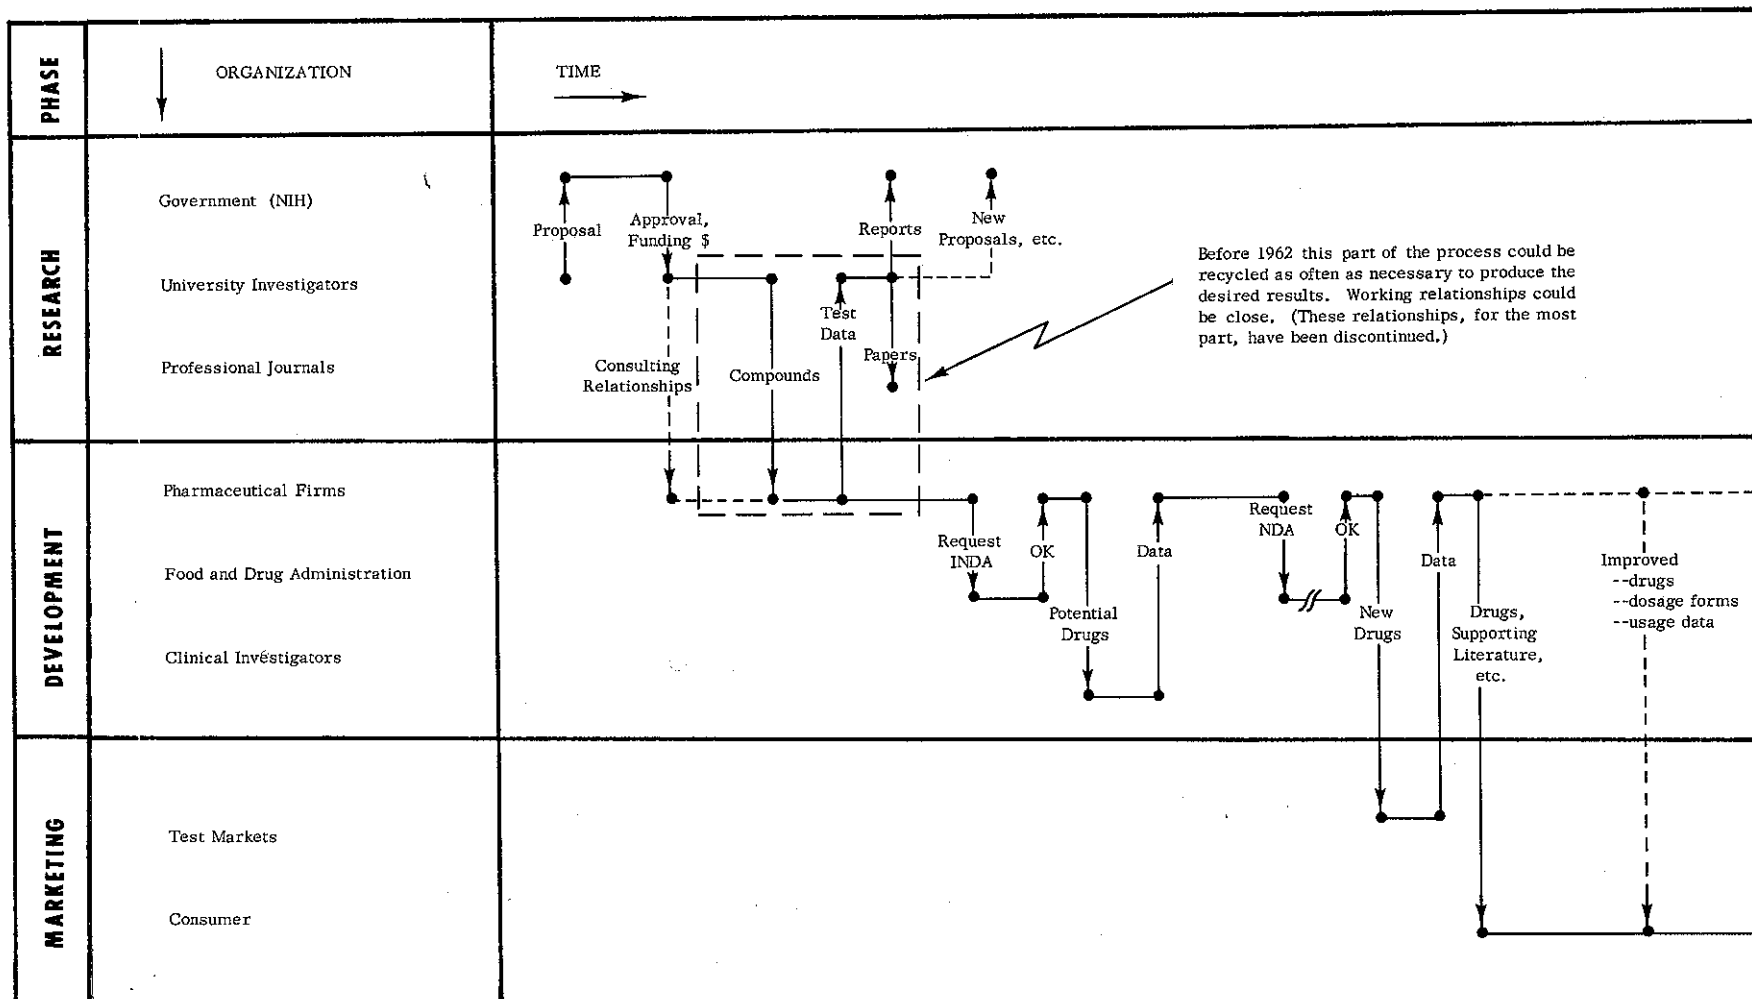 PHASE
ORGANIZATION
TIME
RESEARCH
Government (NIH)
University Investigators
Professional Journals
Proposal
Approval,
Funding $
Reports
New
Proposals, etc.
Test
Data
Papers
Consulting
Relationships
Compounds
Before 1962 this part of the process could be
recycled as often as necessary to produce the
desired results. Working relationships could
be close. (These relationships, for the most
part, have been discontinued.)
DEVELOPMENT
Pharmaceutical Firms
Food and Drug Administration
Clinical Investigators
Request
INDA
OK
Potential
Drugs
Data
Request
NDA
OK
New
Drugs
Data
Drugs,
Supporting
Literature,
etc.
Improved
--drugs
--dosage forms
--usage data
MARKETING
Test Markets
Consumer